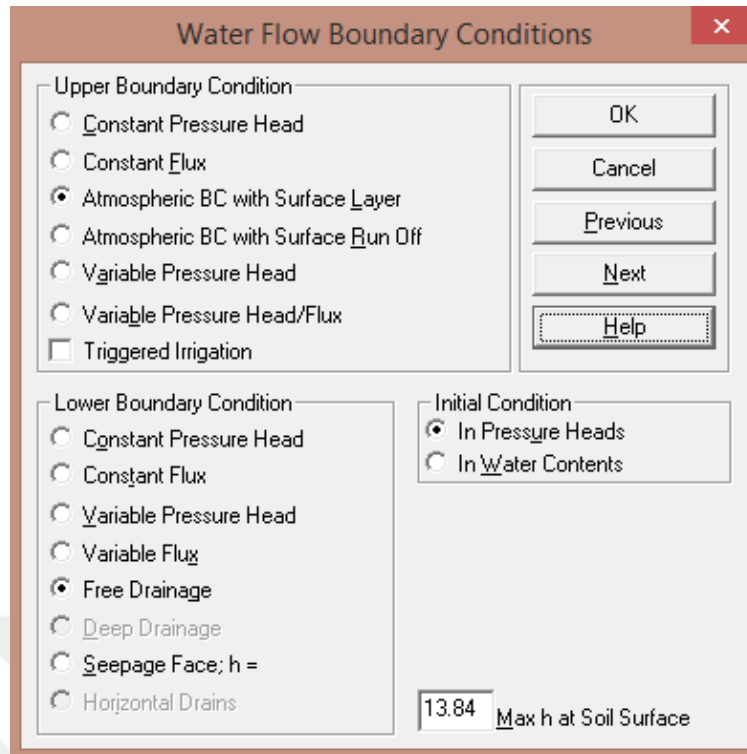 Water Flow Boundary Conditions
Upper Boundary Condition
Constant Pressure Head
Constant Flux
Atmospheric BC with Surface Layer
Atmospheric BC with Surface Run Off
Variable Pressure Head
Variable Pressure Head/Flux
Triggered Irrigation
OK
Cancel
Previous
Next
Help
Lower Boundary Condition
Constant Pressure Head
Constant Flux
Variable Pressure Head
Variable Flux
Free Drainage
Deep Drainage
Seepage Face; h =
Horizontal Drains
Initial Condition
In Pressure Heads
In Water Contents
13.84 Max h at Soil Surface